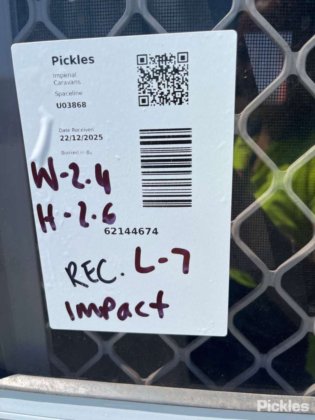 Pickles
Imperial
Caravans
Spaceline
U03868
Date Received
22/12/2025
62144674
W-2.4
H-2.6
REC. L-7
Impact
Pickles